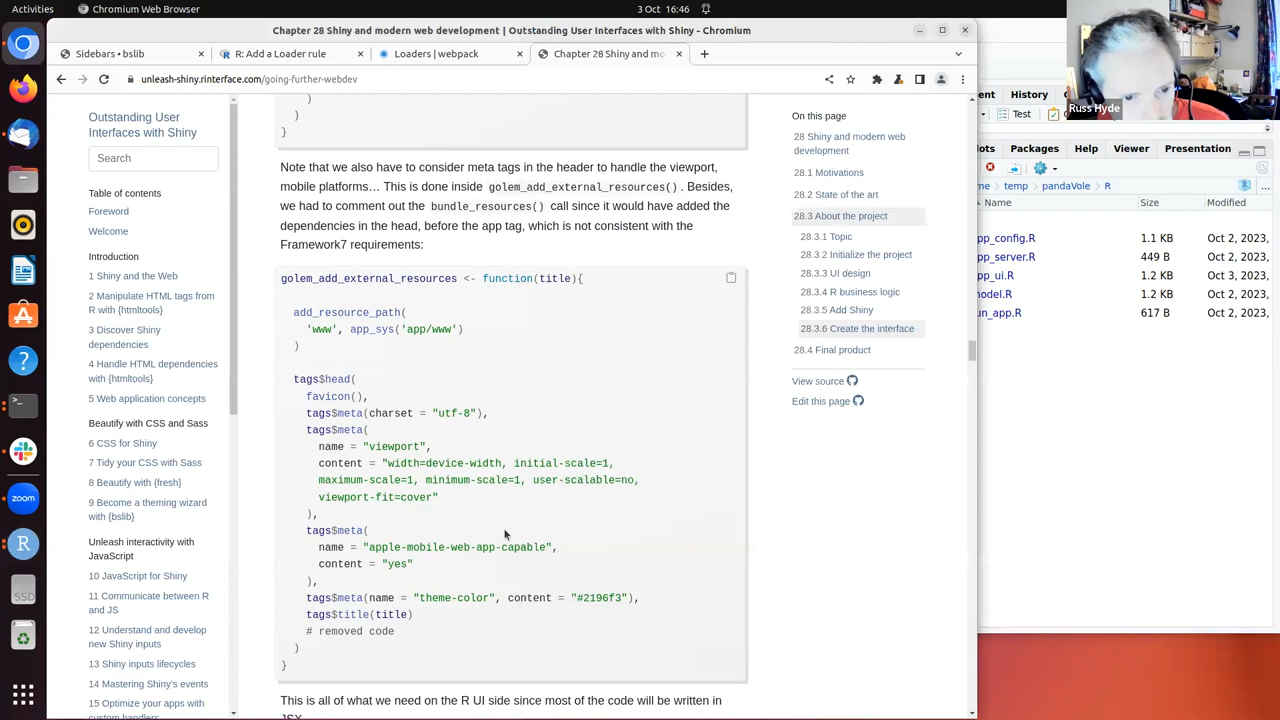 Activities
Chromium Web Browser
3 Oct 16:46
Chapter 28 Shiny and modern web development | Outstanding User Interfaces with Shiny - Chromium
Sidebars • bslib
R: Add a Loader rule
Loaders | webpack
Chapter 28 Shiny and mo
unleash-shiny.rinterface.com/going-further-webdev
Outstanding User
Interfaces with Shiny
Search
Table of contents
Foreword
Welcome
Introduction
1 Shiny and the Web
2 Manipulate HTML tags from
R with {htmltools}
3 Discover Shiny
dependencies
4 Handle HTML dependencies
with {htmltools}
5 Web application concepts
Beautify with CSS and Sass
6 CSS for Shiny
7 Tidy your CSS with Sass
8 Beautify with {fresh}
9 Become a theming wizard
with {bslib}
Unleash interactivity with
JavaScript
10 JavaScript for Shiny
11 Communicate between R
and JS
12 Understand and develop
new Shiny inputs
13 Shiny inputs lifecycles
14 Mastering Shiny's events
15 Optimize your apps with
custom handlers
)
}
Note that we also have to consider meta tags in the header to handle the viewport,
mobile platforms… This is done inside golem_add_external_resources() . Besides,
we had to comment out the bundle_resources() call since it would have added the
dependencies in the head, before the app tag, which is not consistent with the
Framework7 requirements:
golem_add_external_resources <- function(title){
add_resource_path(
'www', app_sys('app/www')
)
tags$head(
favicon(),
tags$meta(charset = "utf-8"),
tags$meta(
name = "viewport",
content = "width=device-width, initial-scale=1,
maximum-scale=1, minimum-scale=1, user-scalable=no,
viewport-fit=cover"
),
tags$meta(
name = "apple-mobile-web-app-capable",
content = "yes"
),
tags$meta(name = "theme-color", content = "#2196f3"),
tags$title(title)
# removed code
)
}
This is all of what we need on the R UI side since most of the code will be written in
JSX
On this page
28 Shiny and modern web
development
28.1 Motivations
28.2 State of the art
28.3 About the project
28.3.1 Topic
28.3.2 Initialize the project
28.3.3 UI design
28.3.4 R business logic
28.3.5 Add Shiny
28.3.6 Create the interface
28.4 Final product
View source
Edit this page
Russ Hyde
History
Test
Packages
Help
Viewer
Presentation
temp
pandaVole
R
Name
Size
Modified
pp_config.R
1.1 KB
Oct 2, 2023,
pp_server.R
449 B
Oct 2, 2023,
pp_ui.R
1.2 KB
Oct 3, 2023,
odel.R
1.2 KB
Oct 2, 2023,
un_app.R
617 B
Oct 2, 2023,
zoom
R
SSD